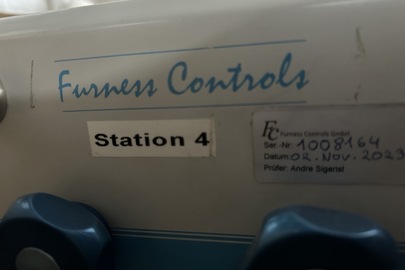 Furness Controls
Station 4
FC Furness Controls GmbH
Ser.-Nr: 1008164
Datum: 02. NOV. 2023
Prüfer: Andre Sigerist